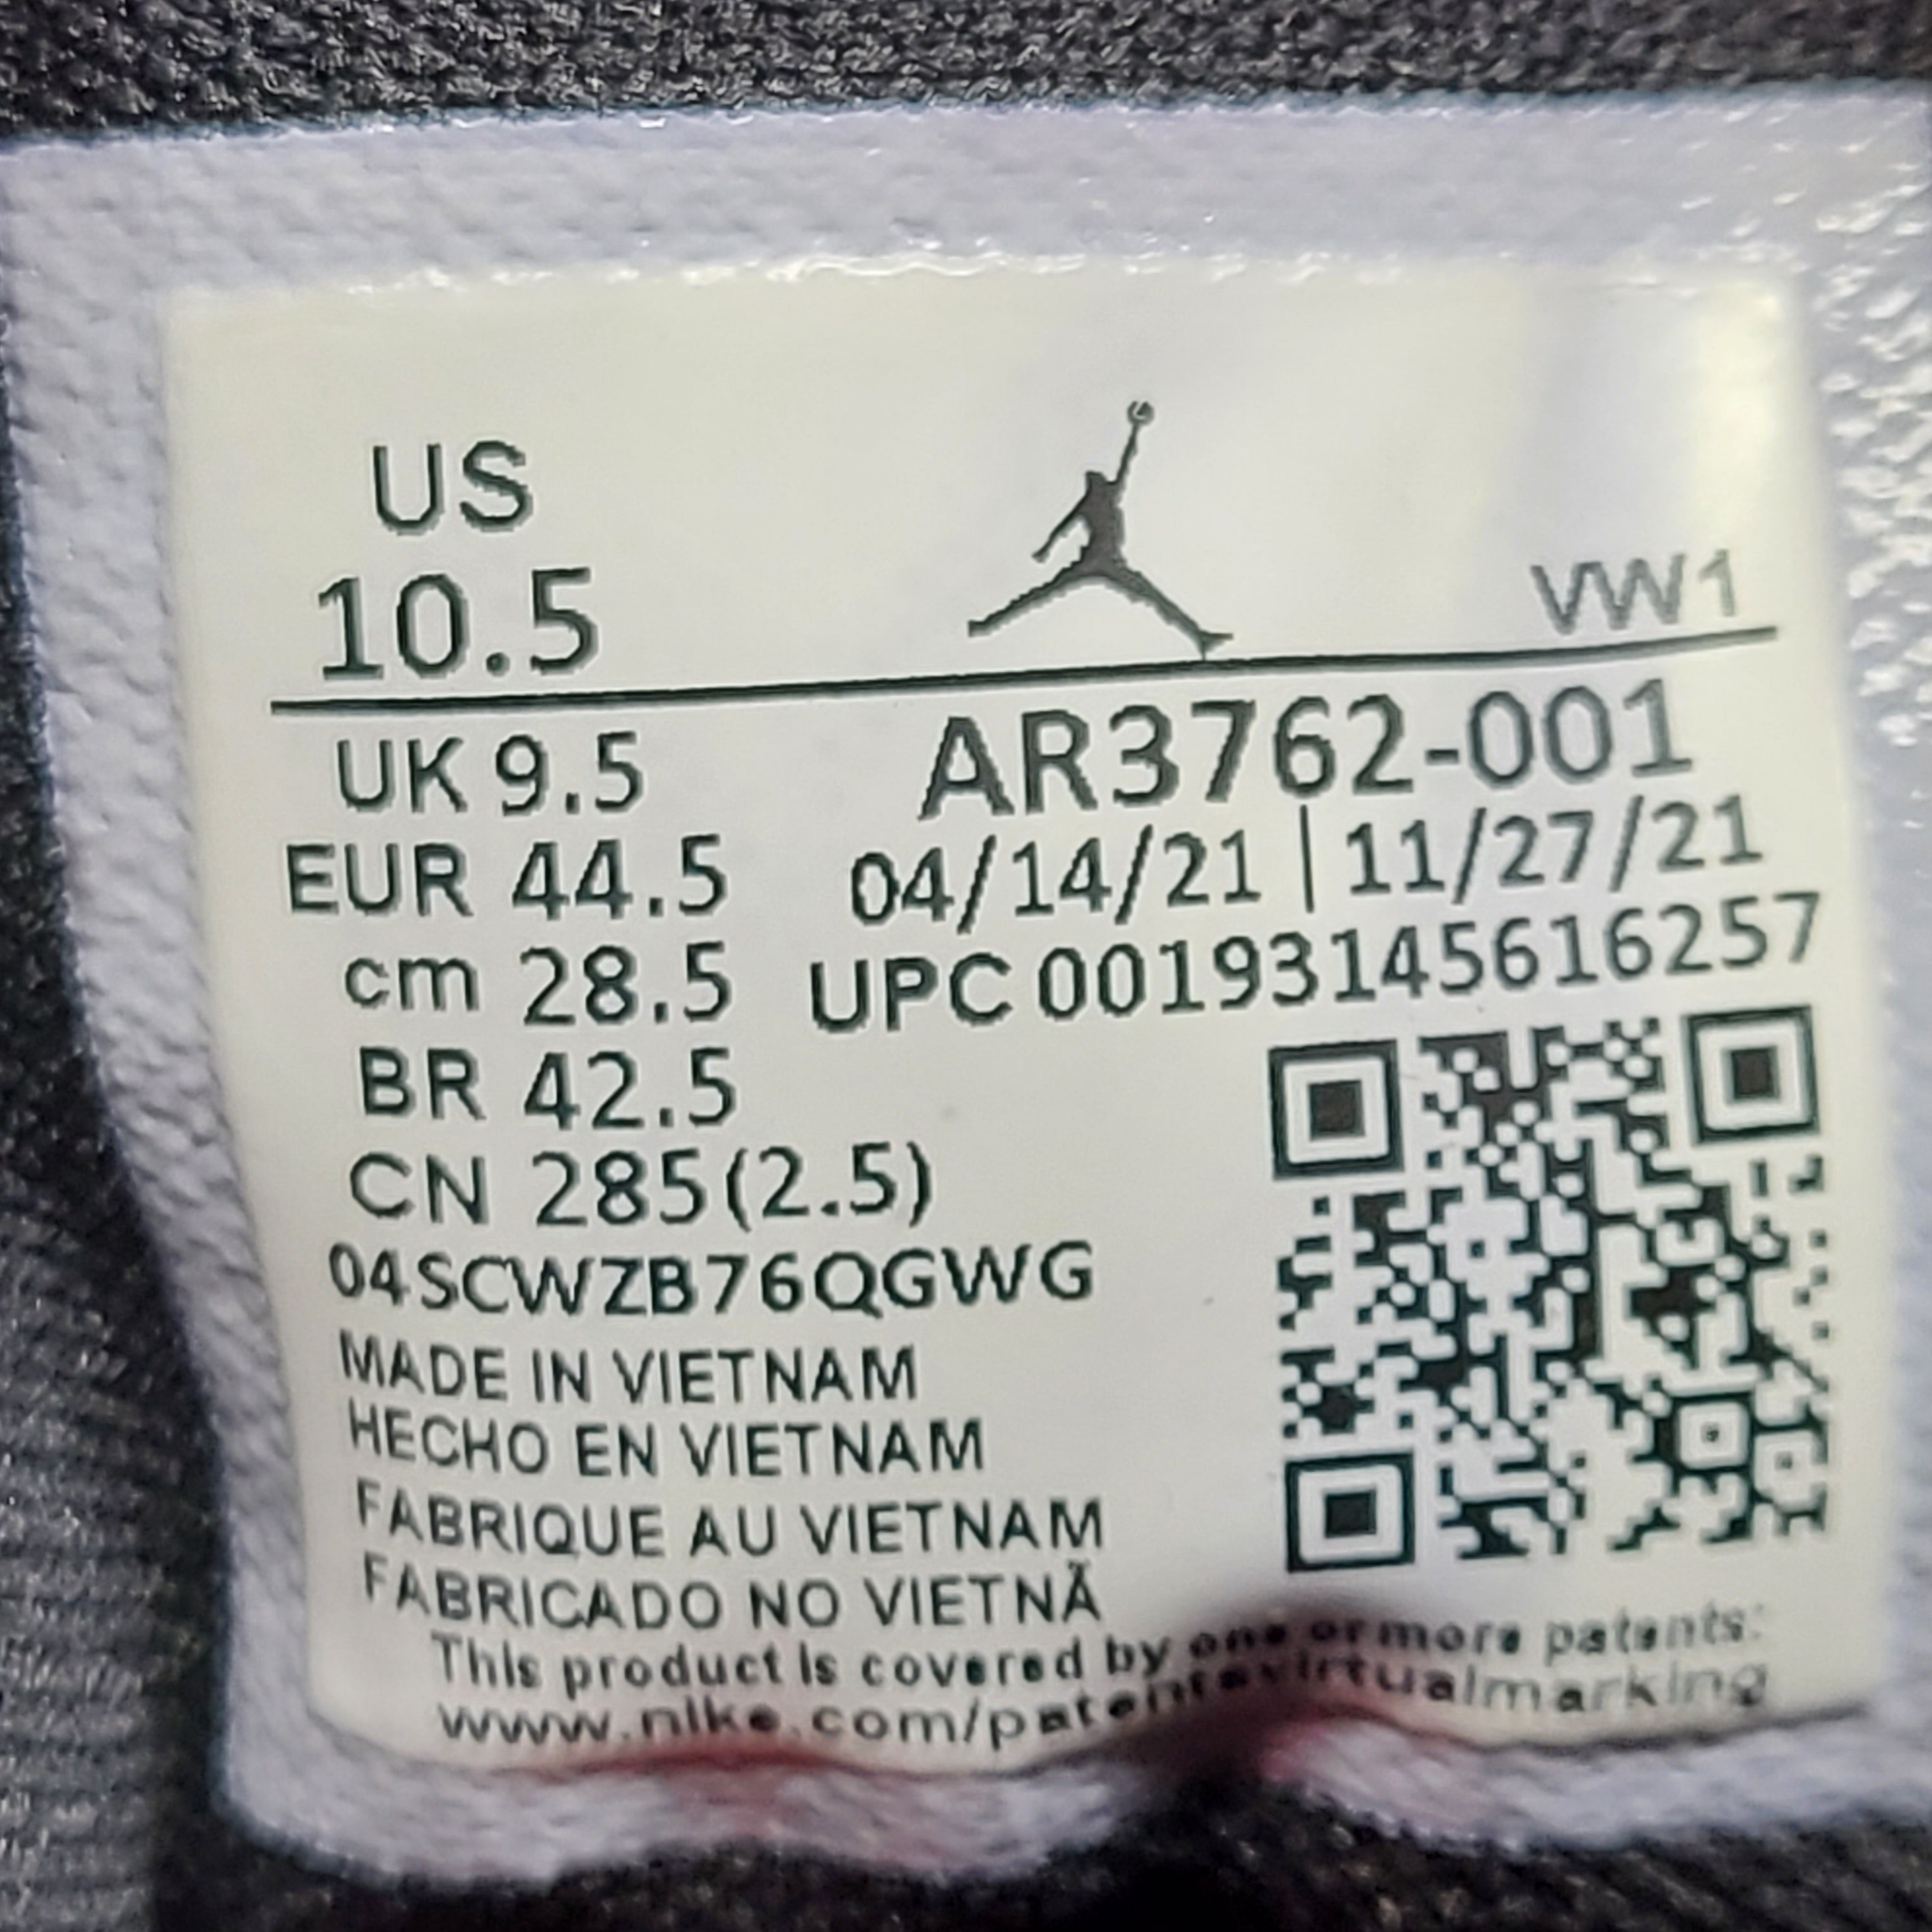 US
10.5
VW1
UK 9.5
AR3762-001
EUR 44.5
04/14/21 | 11/27/21
cm 28.5
UPC 00193145616257
BR 42.5
CN 285(2.5)
04SCWZB76QGWG
MADE IN VIETNAM
HECHO EN VIETNAM
FABRIQUE AU VIETNAM
FABRICADO NO VIETNÃ
This product is covered by one or more patents:
www.nike.com/patentsvirtualmarking